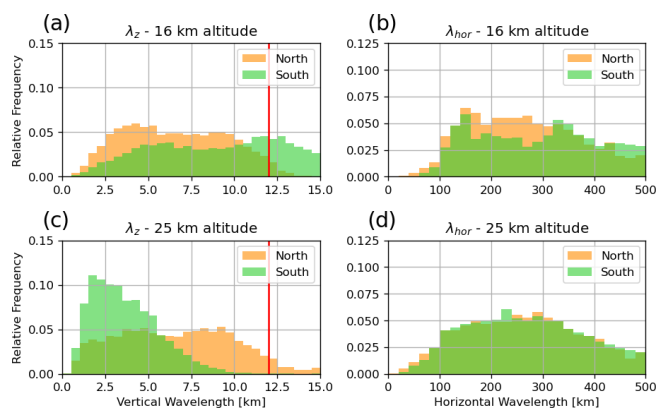 (a)
λz - 16 km altitude
North
South
Relative Frequency
0.15
0.10
0.05
0.00
0.0 2.5 5.0 7.5 10.0 12.5 15.0
(b)
λhor - 16 km altitude
North
South
0.125
0.100
0.075
0.050
0.025
0.000
0 100 200 300 400 500
(c)
λz - 25 km altitude
North
South
Relative Frequency
0.15
0.10
0.05
0.00
0.0 2.5 5.0 7.5 10.0 12.5 15.0
Vertical Wavelength [km]
(d)
λhor - 25 km altitude
North
South
0.125
0.100
0.075
0.050
0.025
0.000
0 100 200 300 400 500
Horizontal Wavelength [km]